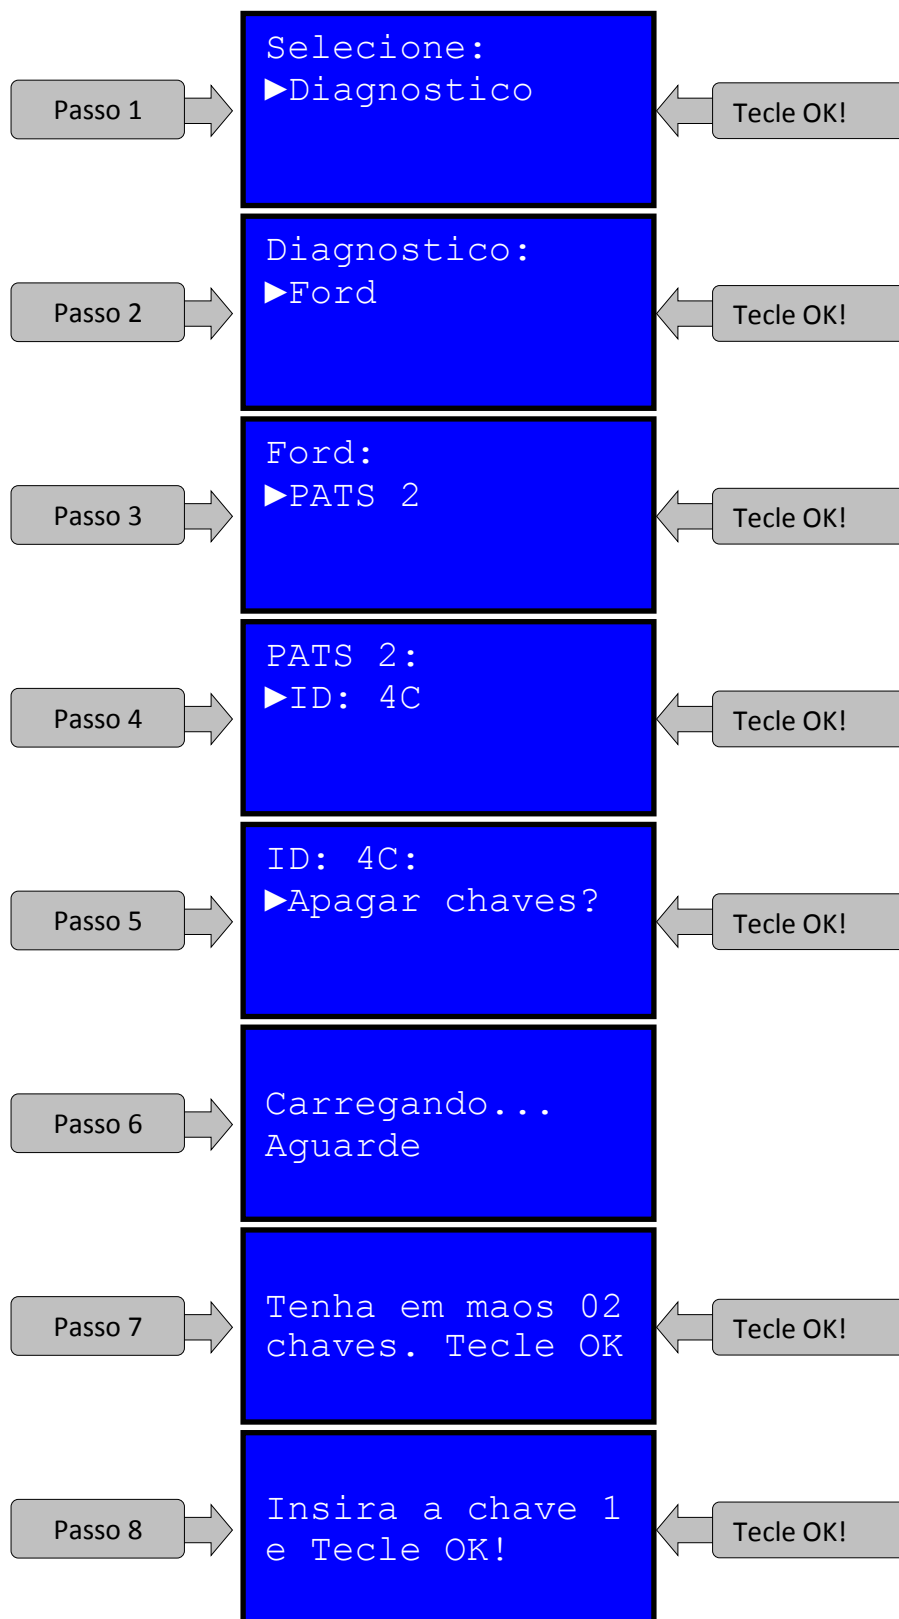 Selecione:
Passo 1
►Diagnostico
Tecle OK!
Diagnostico:
Passo 2
►Ford
Tecle OK!
Ford:
Passo 3
►PATS 2
Tecle OK!
PATS 2:
Passo 4
►ID: 4C
Tecle OK!
ID: 4C:
Passo 5
►Apagar chaves?
Tecle OK!
Passo 6
Carregando...
Aguarde
Passo 7
Tenha em maos 02
chaves. Tecle OK
Tecle OK!
Passo 8
Insira a chave 1
e Tecle OK!
Tecle OK!